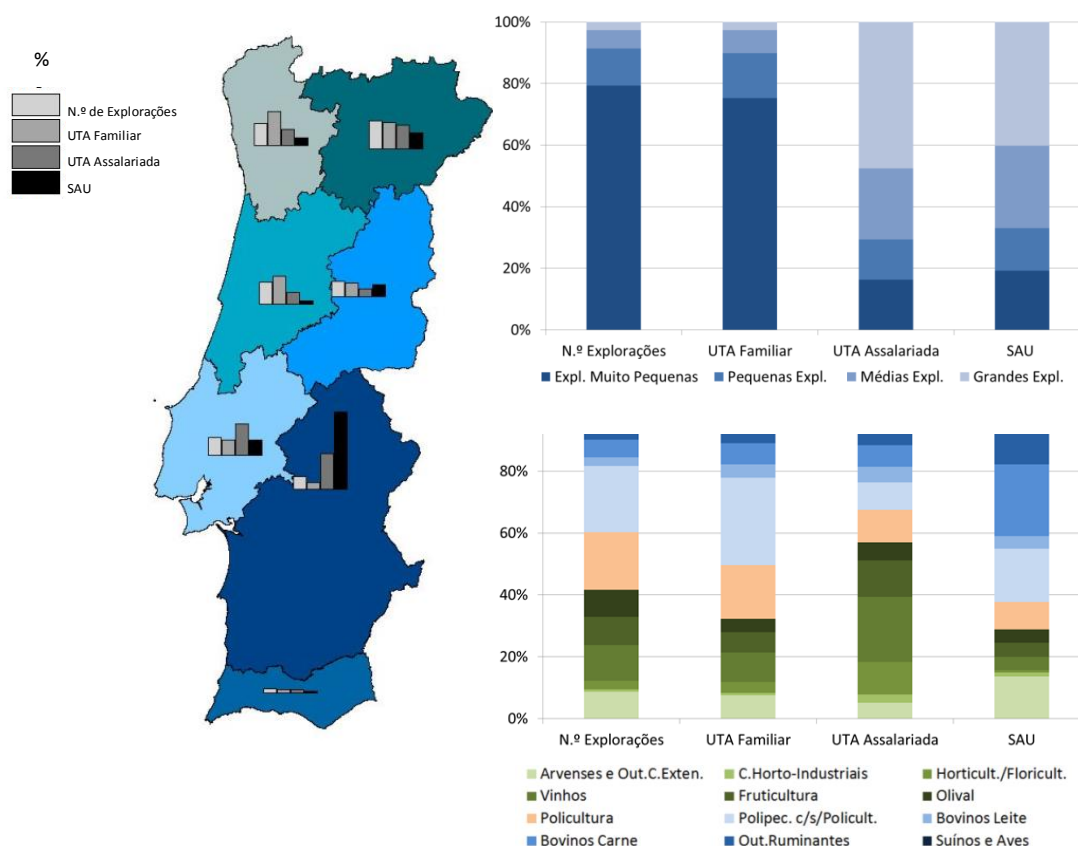 %
N.º de Explorações
UTA Familiar
UTA Assalariada
SAU
100%
80%
60%
40%
20%
0%
N.º Explorações UTA Familiar UTA Assalariada SAU
Expl. Muito Pequenas Pequenas Expl. Médias Expl. Grandes Expl.
80%
60%
40%
20%
0%
N.º Explorações UTA Familiar UTA Assalariada SAU
Arvenses e Out.C.Exten. C.Horto-Industriais Horticult./Floricult.
Vinhos Fruticultura Olival
Policultura Polipec. c/s/Policult. Bovinos Leite
Bovinos Carne Out.Ruminantes Suínos e Aves